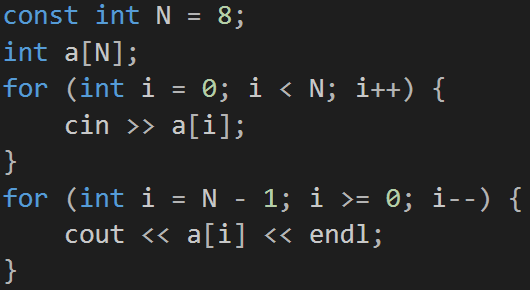 const int N = 8;
int a[N];
for (int i = 0; i < N; i++) {
    cin >> a[i];
}
for (int i = N - 1; i >= 0; i--) {
    cout << a[i] << endl;
}